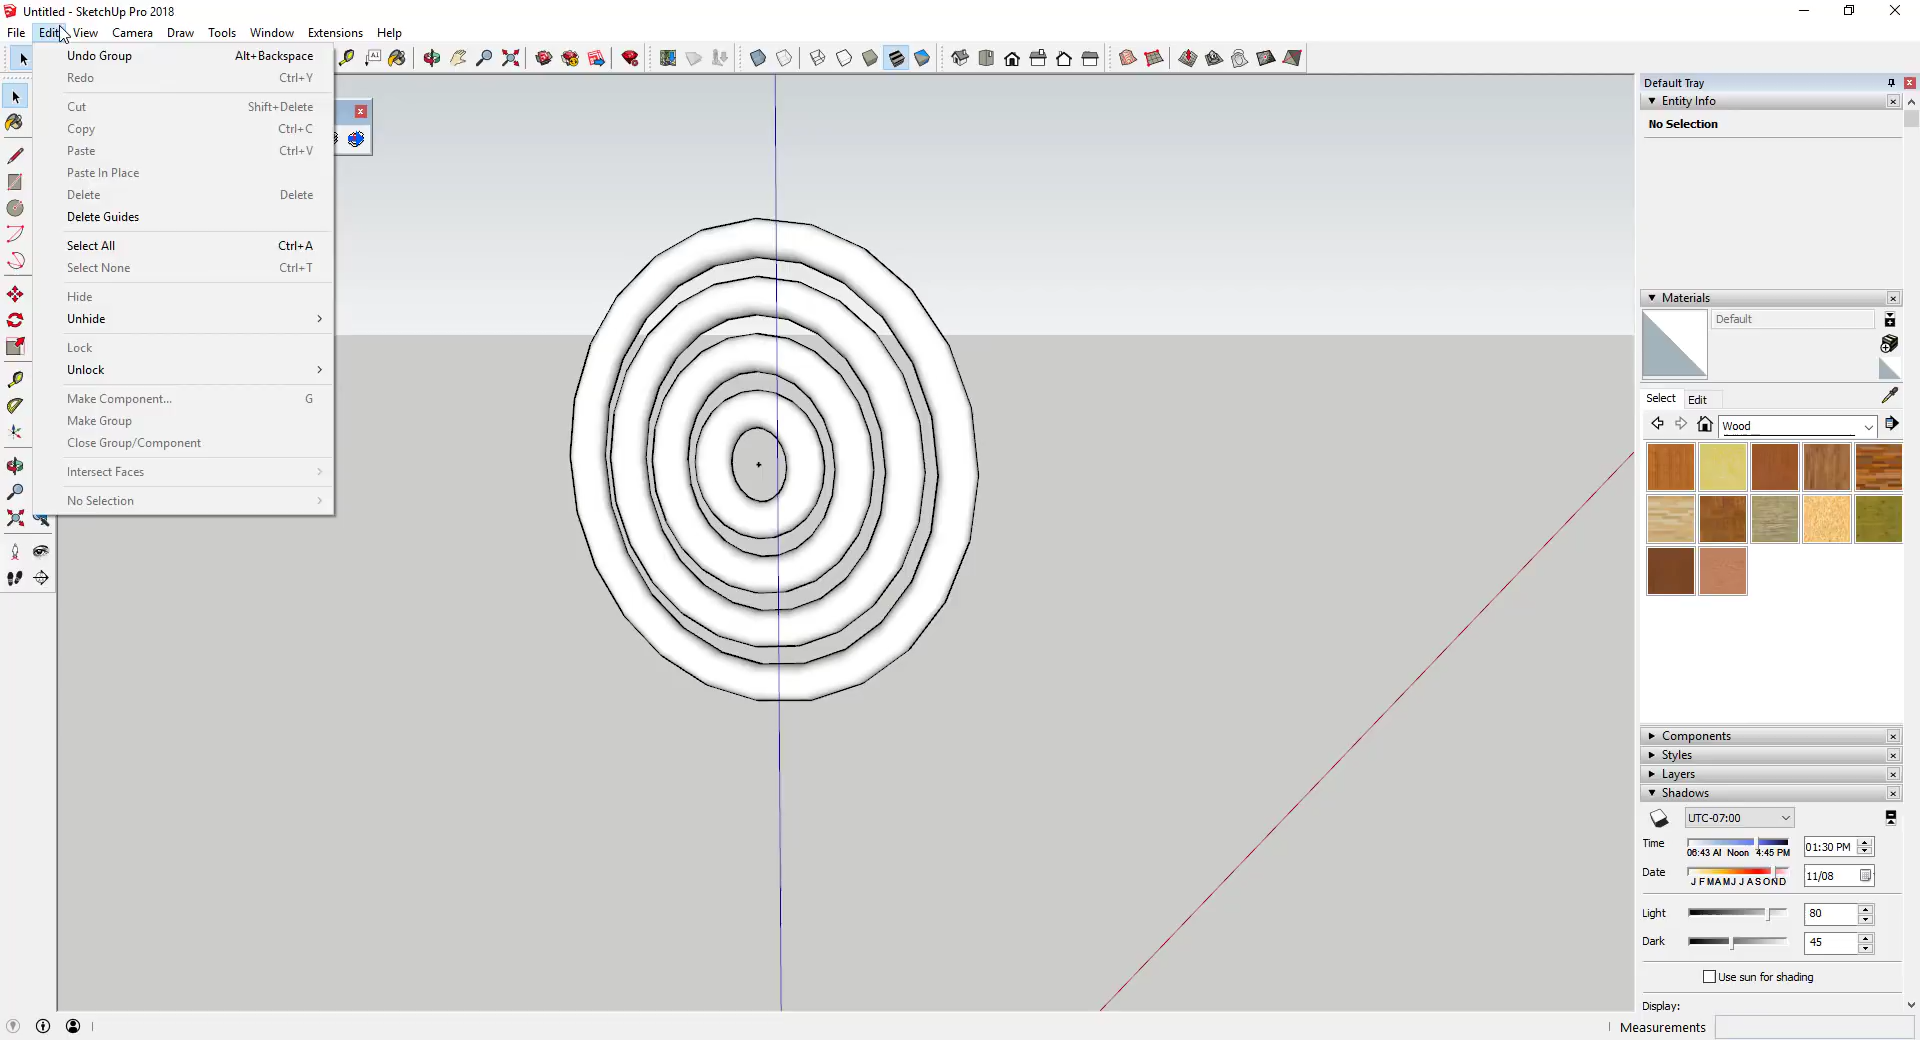 Untitled - SketchUp Pro 2018
File Edit View Camera Draw Tools Window Extensions Help
Undo Group Alt+Backspace
Redo Ctrl+Y
Cut Shift+Delete
Copy Ctrl+C
Paste Ctrl+V
Paste In Place
Delete Delete
Delete Guides
Select All Ctrl+A
Select None Ctrl+T
Hide
Unhide
Lock
Unlock
Make Component... G
Make Group
Close Group/Component
Intersect Faces
No Selection
Default Tray
Entity Info
No Selection
Materials
Default
Select Edit
Wood
Components
Styles
Layers
Shadows
UTC-07:00
Time 06:43 AI Noon 4:45 PM 01:30 PM
Date J F M A M J J A S O N D 11/08
Light 80
Dark 45
Use sun for shading
Display:
Measurements